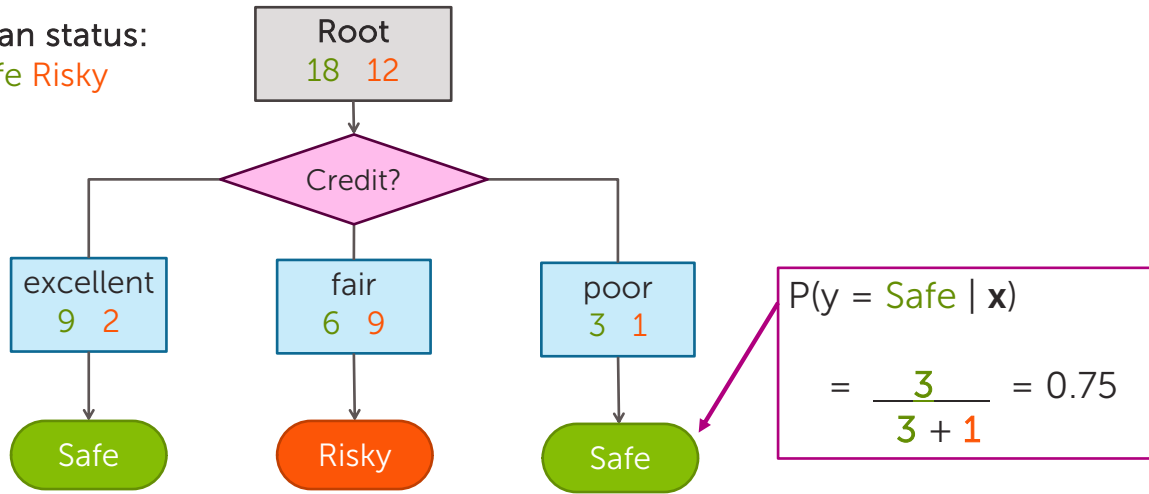 an status:
fe Risky
Root
18 12
Credit?
excellent
9 2
fair
6 9
poor
3 1
Safe
Risky
Safe
P(y = Safe | x)
= 3 = 0.75
3 + 1